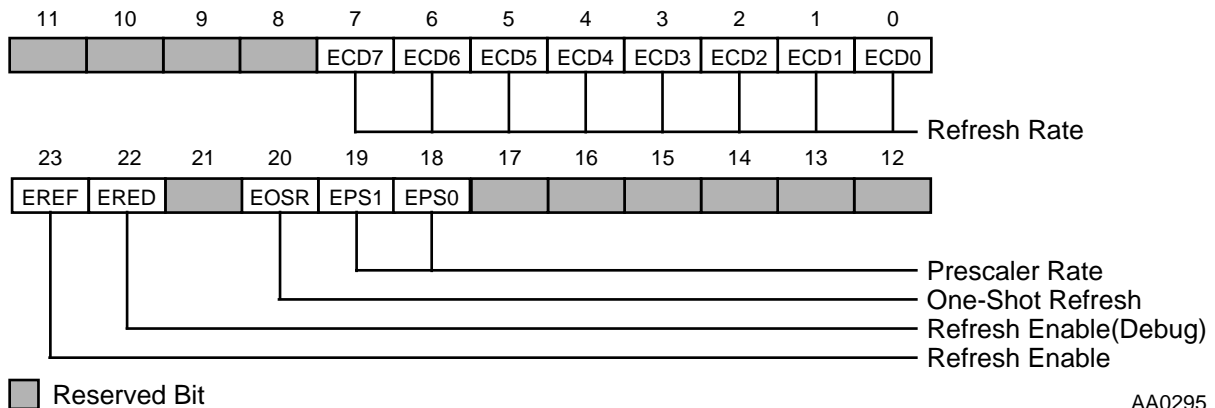 11 10 9 8 7 6 5 4 3 2 1 0
ECD7 ECD6 ECD5 ECD4 ECD3 ECD2 ECD1 ECD0
Refresh Rate
23 22 21 20 19 18 17 16 15 14 13 12
EREF ERED EOSR EPS1 EPS0
Prescaler Rate
One-Shot Refresh
Refresh Enable(Debug)
Refresh Enable
Reserved Bit
AA0295